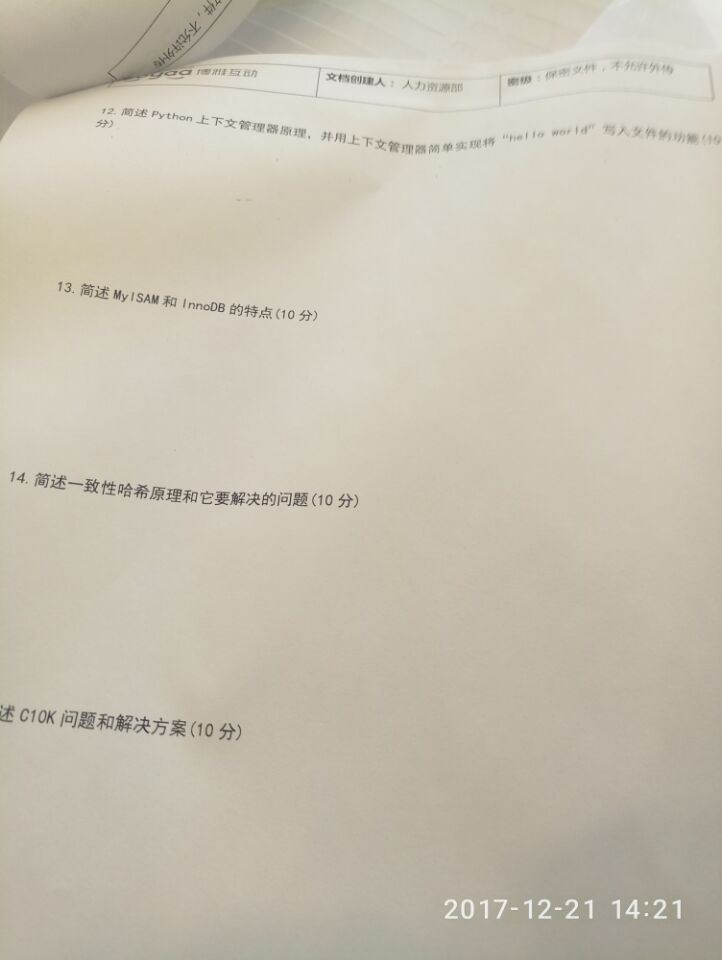 件，不允许外传
博雅互动
文档创建人： 人力资源部
密级：保密文件，不允许外传
12. 简述 Python 上下文管理器原理，并用上下文管理器简单实现将 “hello world” 写入文件的功能(10
分)
13. 简述 MyISAM 和 InnoDB 的特点(10 分)
14. 简述一致性哈希原理和它要解决的问题(10 分)
述 C10K 问题和解决方案(10 分)
2017-12-21 14:21